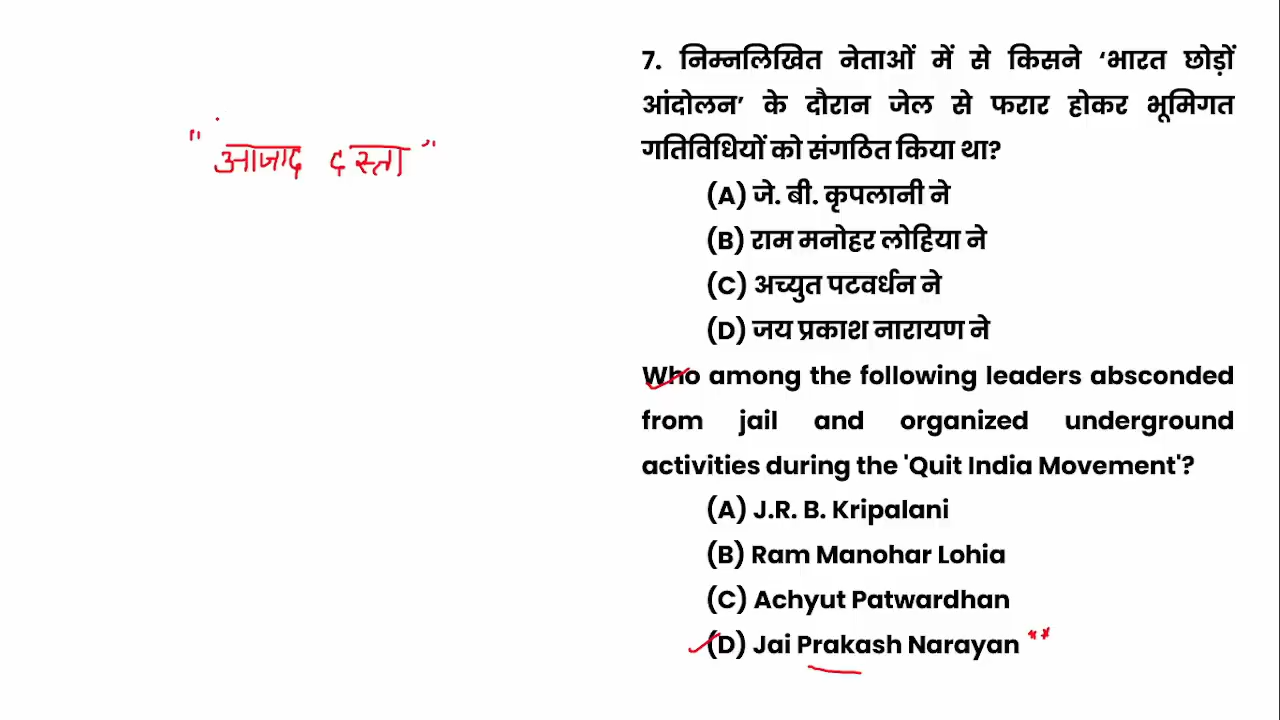 " आजाद दस्ता "
7. निम्नलिखित नेताओं में से किसने ‘भारत छोड़ों
आंदोलन’ के दौरान जेल से फरार होकर भूमिगत
गतिविधियों को संगठित किया था?
(A) जे. बी. कृपलानी ने
(B) राम मनोहर लोहिया ने
(C) अच्युत पटवर्धन ने
(D) जय प्रकाश नारायण ने
Who among the following leaders absconded
from jail and organized underground
activities during the 'Quit India Movement'?
(A) J.R. B. Kripalani
(B) Ram Manohar Lohia
(C) Achyut Patwardhan
(D) Jai Prakash Narayan **